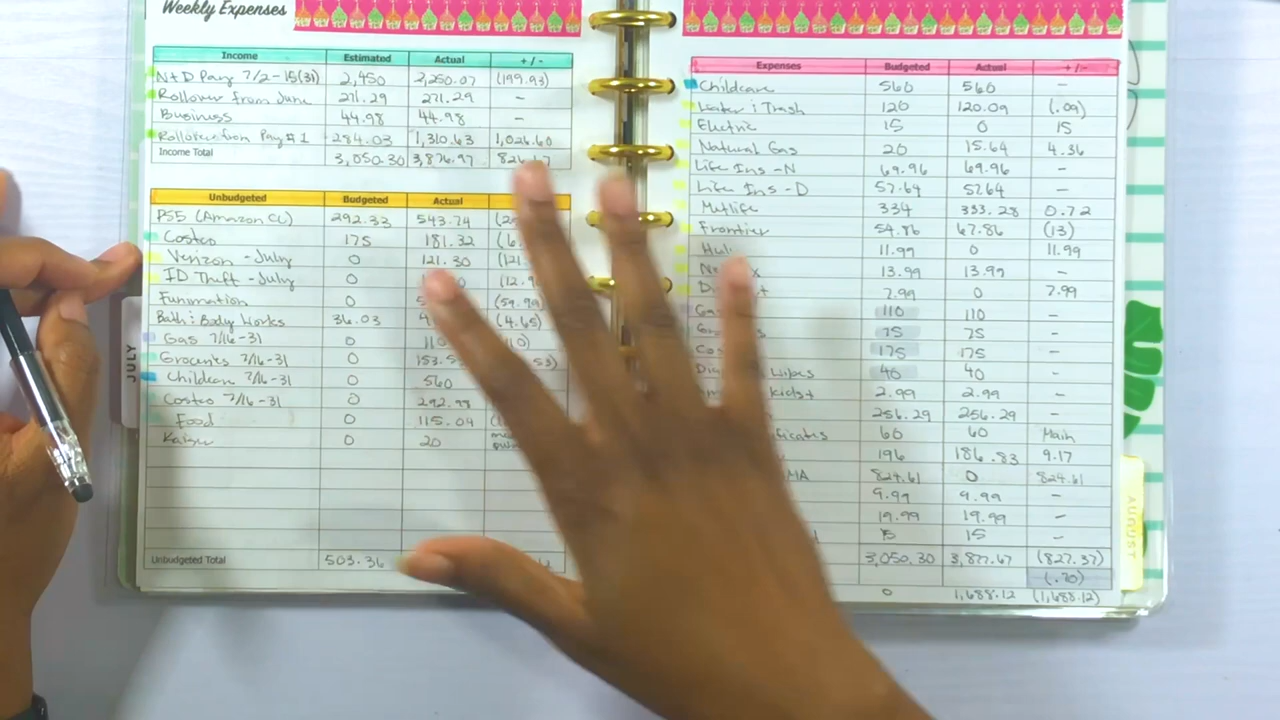 Weekly Expenses
Income Estimated Actual + / -
N+D Pay 7/2-15(31) 2,450 2,250.07 (199.93)
Rollover from June 271.29 271.29 -
Business 44.98 44.98 -
Rollover from Pay #1 284.03 1,310.63 1,026.60
Income Total 3,050.30 3,876.97
Unbudgeted Budgeted Actual
PS5 (Amazon CC) 292.33 543.74
Costco 175 181.32
Verizon - July 0 121.30
ID Theft - July 0
Funimation 0
Bath & Body Works 36.03 (4.65)
Gas 7/16-31 0
Groceries 7/16-31 0
Childcare 7/16-31 0 560
Costco 7/16-31 0 292.98
Food 0 115.09
Kaiser 0 20
Unbudgeted Total 503.36
JULY
Expenses Budgeted Actual + / -
Childcare 560 560 -
Water & Trash 120 120.09 (.09)
Electric 15 0 15
Natural Gas 20 15.64 4.36
Life Ins - N 69.96 69.96 -
Life Ins - D 57.64 57.64 -
Metlife 334 333.28 0.72
Frontier 54.86 67.86 (13)
11.99 0 11.99
13.99 13.99 -
7.99 0 7.99
110 110 -
75 75 -
175 175 -
40 40 -
2.99 2.99 -
256.29 256.29 -
60 60
196 186.83 9.17
824.61 0 824.61
9.99 9.99 -
19.99 19.99 -
15 15 -
3,050.30 3,877.67 (827.37)
(.70)
0 1,688.12 (1,688.12)
AUGUST